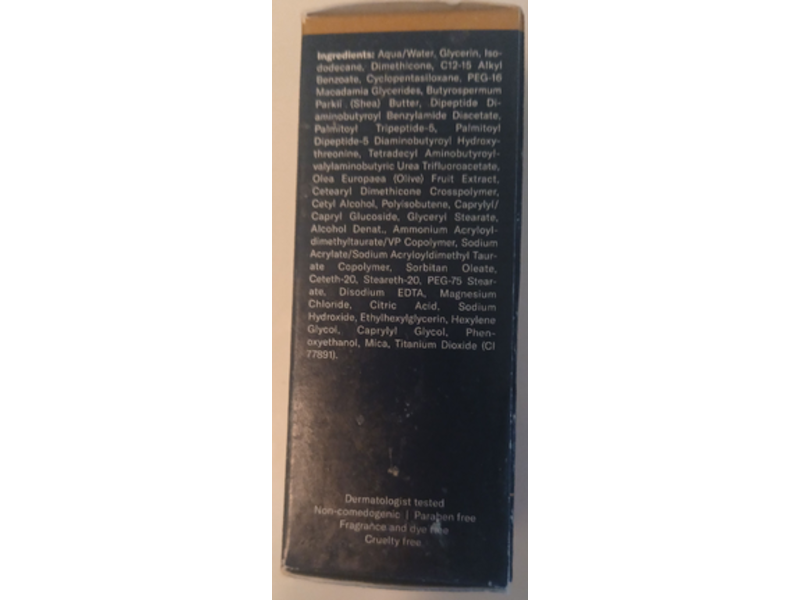 Ingredients: Aqua/Water, Glycerin, Iso-
dodecane, Dimethicone, C12-15 Alkyl
Benzoate, Cyclopentasiloxane, PEG-16
Macadamia Glycerides, Butyrospermum
Parkii (Shea) Butter, Dipeptide Di-
aminobutyroyl Benzylamide Diacetate,
Palmitoyl Tripeptide-5, Palmitoyl
Dipeptide-5 Diaminobutyroyl Hydroxy-
threonine, Tetradecyl Aminobutyroyl-
valylaminobutyric Urea Trifluoroacetate,
Olea Europaea (Olive) Fruit Extract,
Cetearyl Dimethicone Crosspolymer,
Cetyl Alcohol, Polyisobutene, Caprylyl/
Capryl Glucoside, Glyceryl Stearate,
Alcohol Denat., Ammonium Acryloyl-
dimethyltaurate/VP Copolymer, Sodium
Acrylate/Sodium Acryloyldimethyl Taur-
ate Copolymer, Sorbitan Oleate,
Ceteth-20, Steareth-20, PEG-75 Stear-
ate, Disodium EDTA, Magnesium
Chloride, Citric Acid, Sodium
Hydroxide, Ethylhexylglycerin, Hexylene
Glycol, Caprylyl Glycol, Phen-
oxyethanol, Mica, Titanium Dioxide (CI
77891).
Dermatologist tested
Non-comedogenic | Paraben free
Fragrance and dye free
Cruelty free